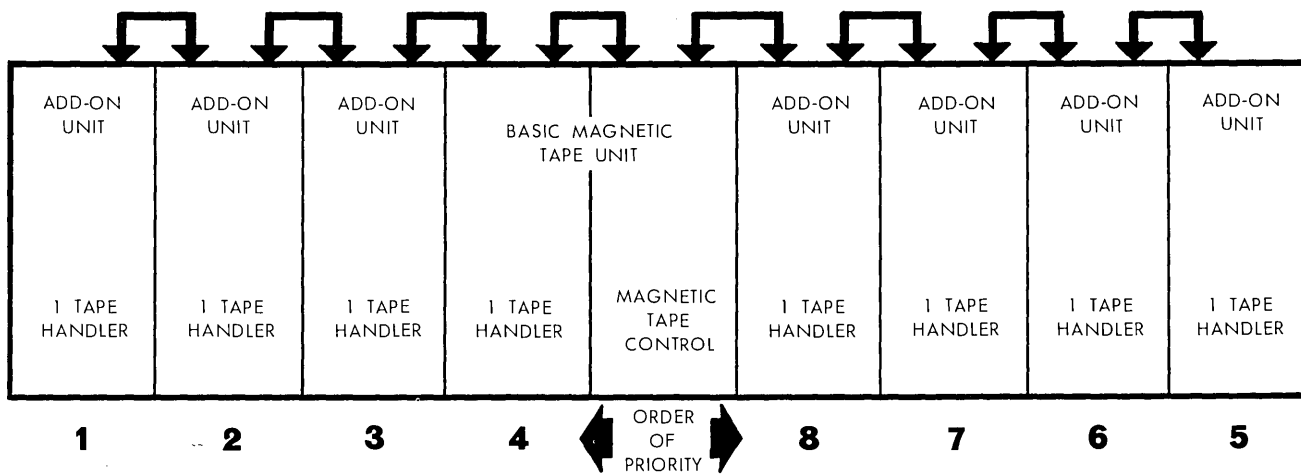 ADD-ON
UNIT
1 TAPE
HANDLER
ADD-ON
UNIT
1 TAPE
HANDLER
ADD-ON
UNIT
1 TAPE
HANDLER
BASIC MAGNETIC
TAPE UNIT
1 TAPE
HANDLER
MAGNETIC
TAPE
CONTROL
ADD-ON
UNIT
1 TAPE
HANDLER
ADD-ON
UNIT
1 TAPE
HANDLER
ADD-ON
UNIT
1 TAPE
HANDLER
ADD-ON
UNIT
1 TAPE
HANDLER
1 2 3 4
ORDER
OF
PRIORITY
8 7 6 5